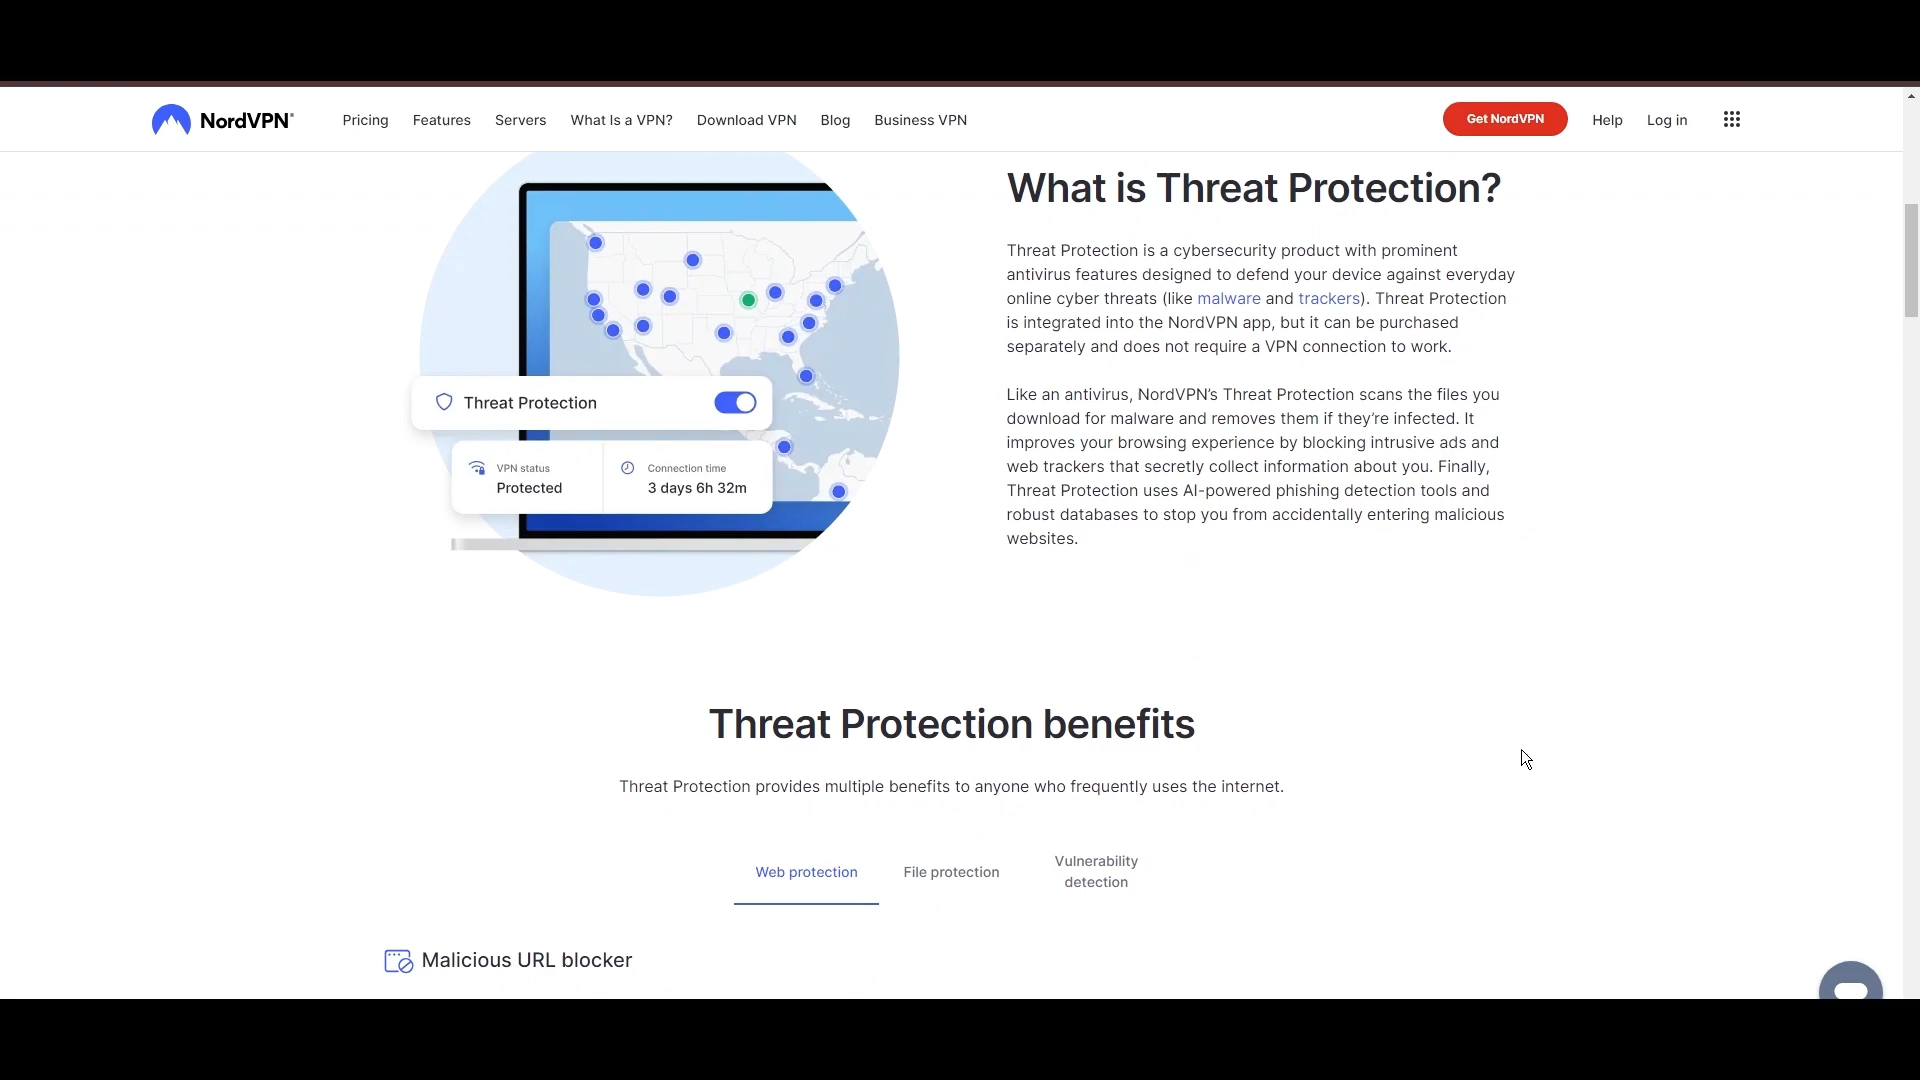 NordVPN®
Pricing
Features
Servers
What Is a VPN?
Download VPN
Blog
Business VPN
Get NordVPN
Help
Log in
What is Threat Protection?
Threat Protection is a cybersecurity product with prominent
antivirus features designed to defend your device against everyday
online cyber threats (like malware and trackers). Threat Protection
is integrated into the NordVPN app, but it can be purchased
separately and does not require a VPN connection to work.
Like an antivirus, NordVPN’s Threat Protection scans the files you
download for malware and removes them if they’re infected. It
improves your browsing experience by blocking intrusive ads and
web trackers that secretly collect information about you. Finally,
Threat Protection uses AI-powered phishing detection tools and
robust databases to stop you from accidentally entering malicious
websites.
Threat Protection
VPN status
Protected
Connection time
3 days 6h 32m
Threat Protection benefits
Threat Protection provides multiple benefits to anyone who frequently uses the internet.
Web protection
File protection
Vulnerability
detection
Malicious URL blocker